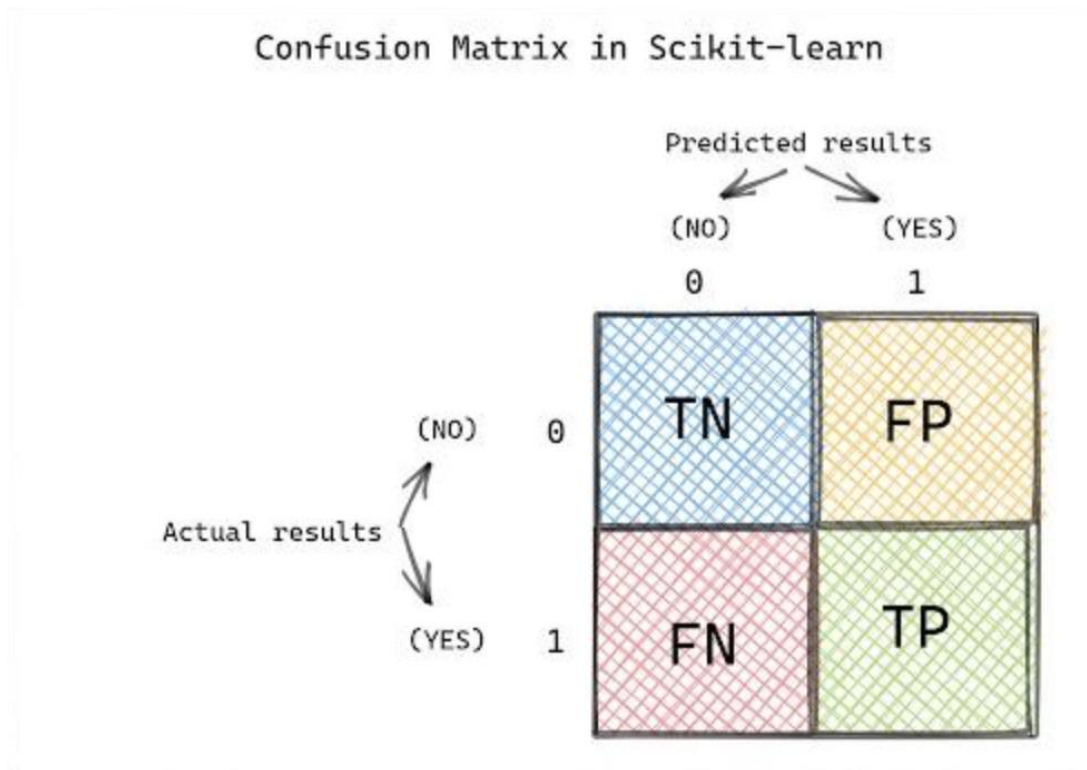 Confusion Matrix in Scikit-learn
Predicted results
(NO) (YES)
0 1
TN FP
(NO) 0
Actual results
(YES) 1
FN TP